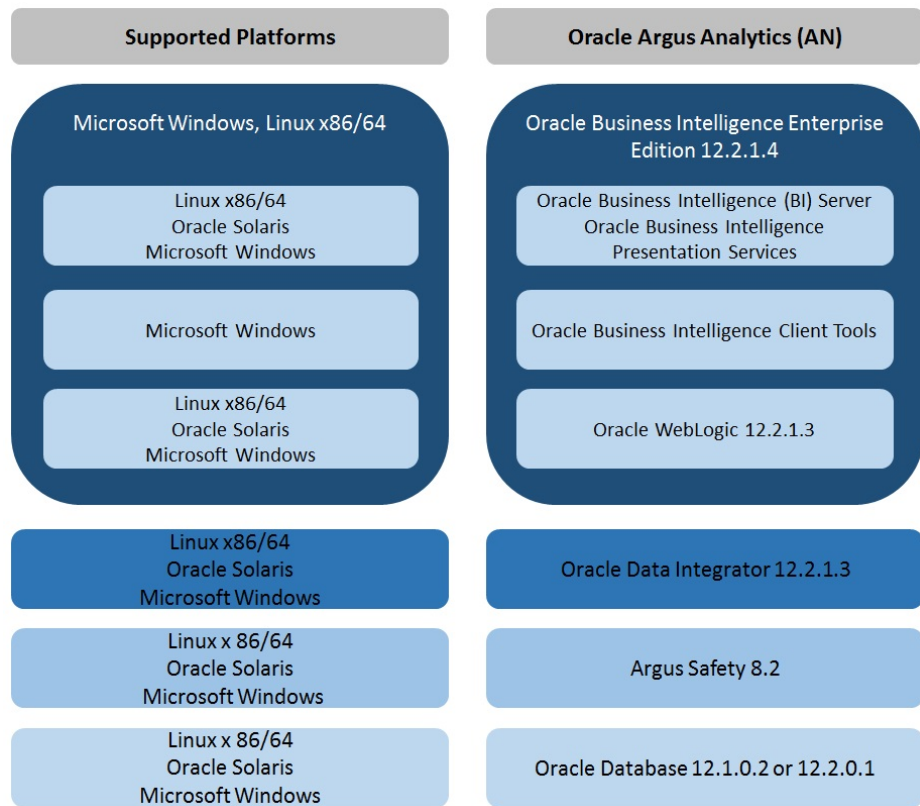 Supported Platforms
Oracle Argus Analytics (AN)
Microsoft Windows, Linux x86/64
Oracle Business Intelligence Enterprise
Edition 12.2.1.4
Linux x86/64
Oracle Solaris
Microsoft Windows
Oracle Business Intelligence (BI) Server
Oracle Business Intelligence
Presentation Services
Microsoft Windows
Oracle Business Intelligence Client Tools
Linux x86/64
Oracle Solaris
Microsoft Windows
Oracle WebLogic 12.2.1.3
Linux x86/64
Oracle Solaris
Microsoft Windows
Oracle Data Integrator 12.2.1.3
Linux x 86/64
Oracle Solaris
Microsoft Windows
Argus Safety 8.2
Linux x 86/64
Oracle Solaris
Microsoft Windows
Oracle Database 12.1.0.2 or 12.2.0.1